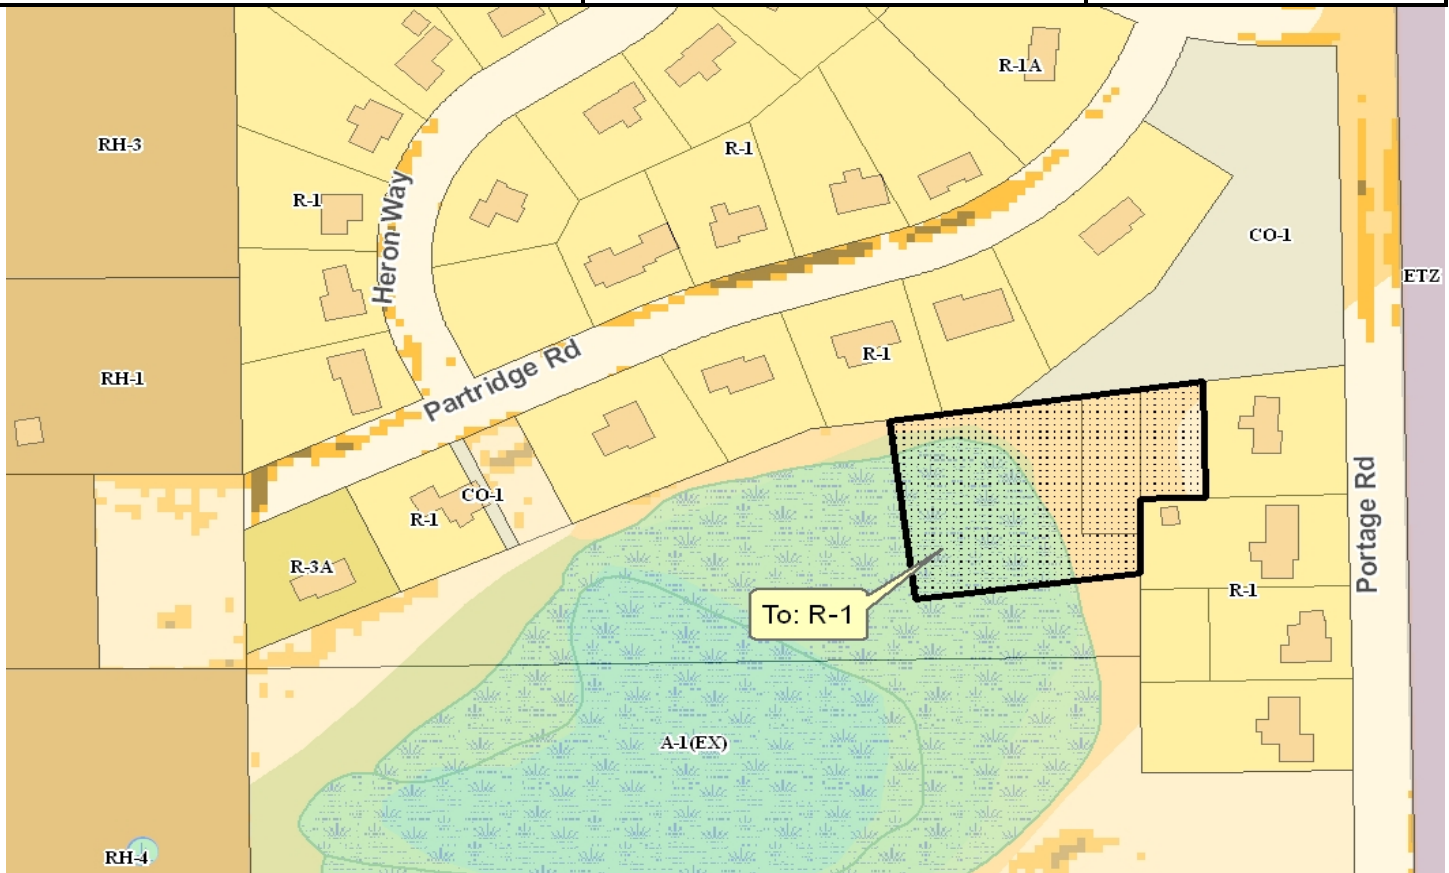 R-1A
RH-3
R-1
R-1
Heron Way
CO-1
ETZ
Partridge Rd
R-1
RH-1
CO-1
R-1
Portage Rd
R-3A
R-1
To: R-1
A-1(EX)
RH-4